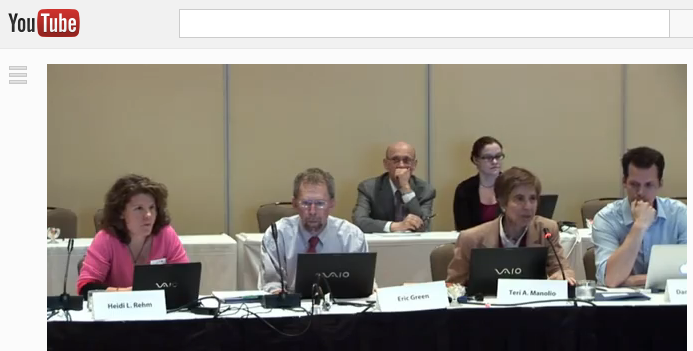 YouTube
VAIO
VAIO
VAIO
Heidi L. Rehm
Eric Green
Teri A. Manolio